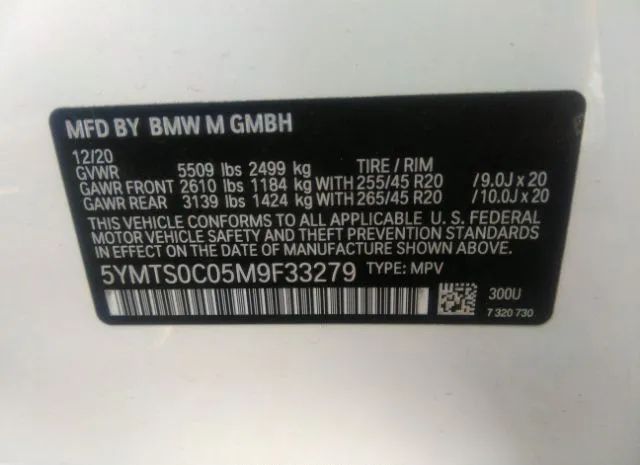 MFD BY BMW M GMBH
12/20
GVWR 5509 lbs 2499 kg TIRE / RIM
GAWR FRONT 2610 lbs 1184 kg WITH 255/45 R20 /9.0J x 20
GAWR REAR 3139 lbs 1424 kg WITH 265/45 R20 /10.0J x 20
THIS VEHICLE CONFORMS TO ALL APPLICABLE U. S. FEDERAL
MOTOR VEHICLE SAFETY AND THEFT PREVENTION STANDARDS
IN EFFECT ON THE DATE OF MANUFACTURE SHOWN ABOVE.
5YMTS0C05M9F33279 TYPE: MPV
300U
7 320 730